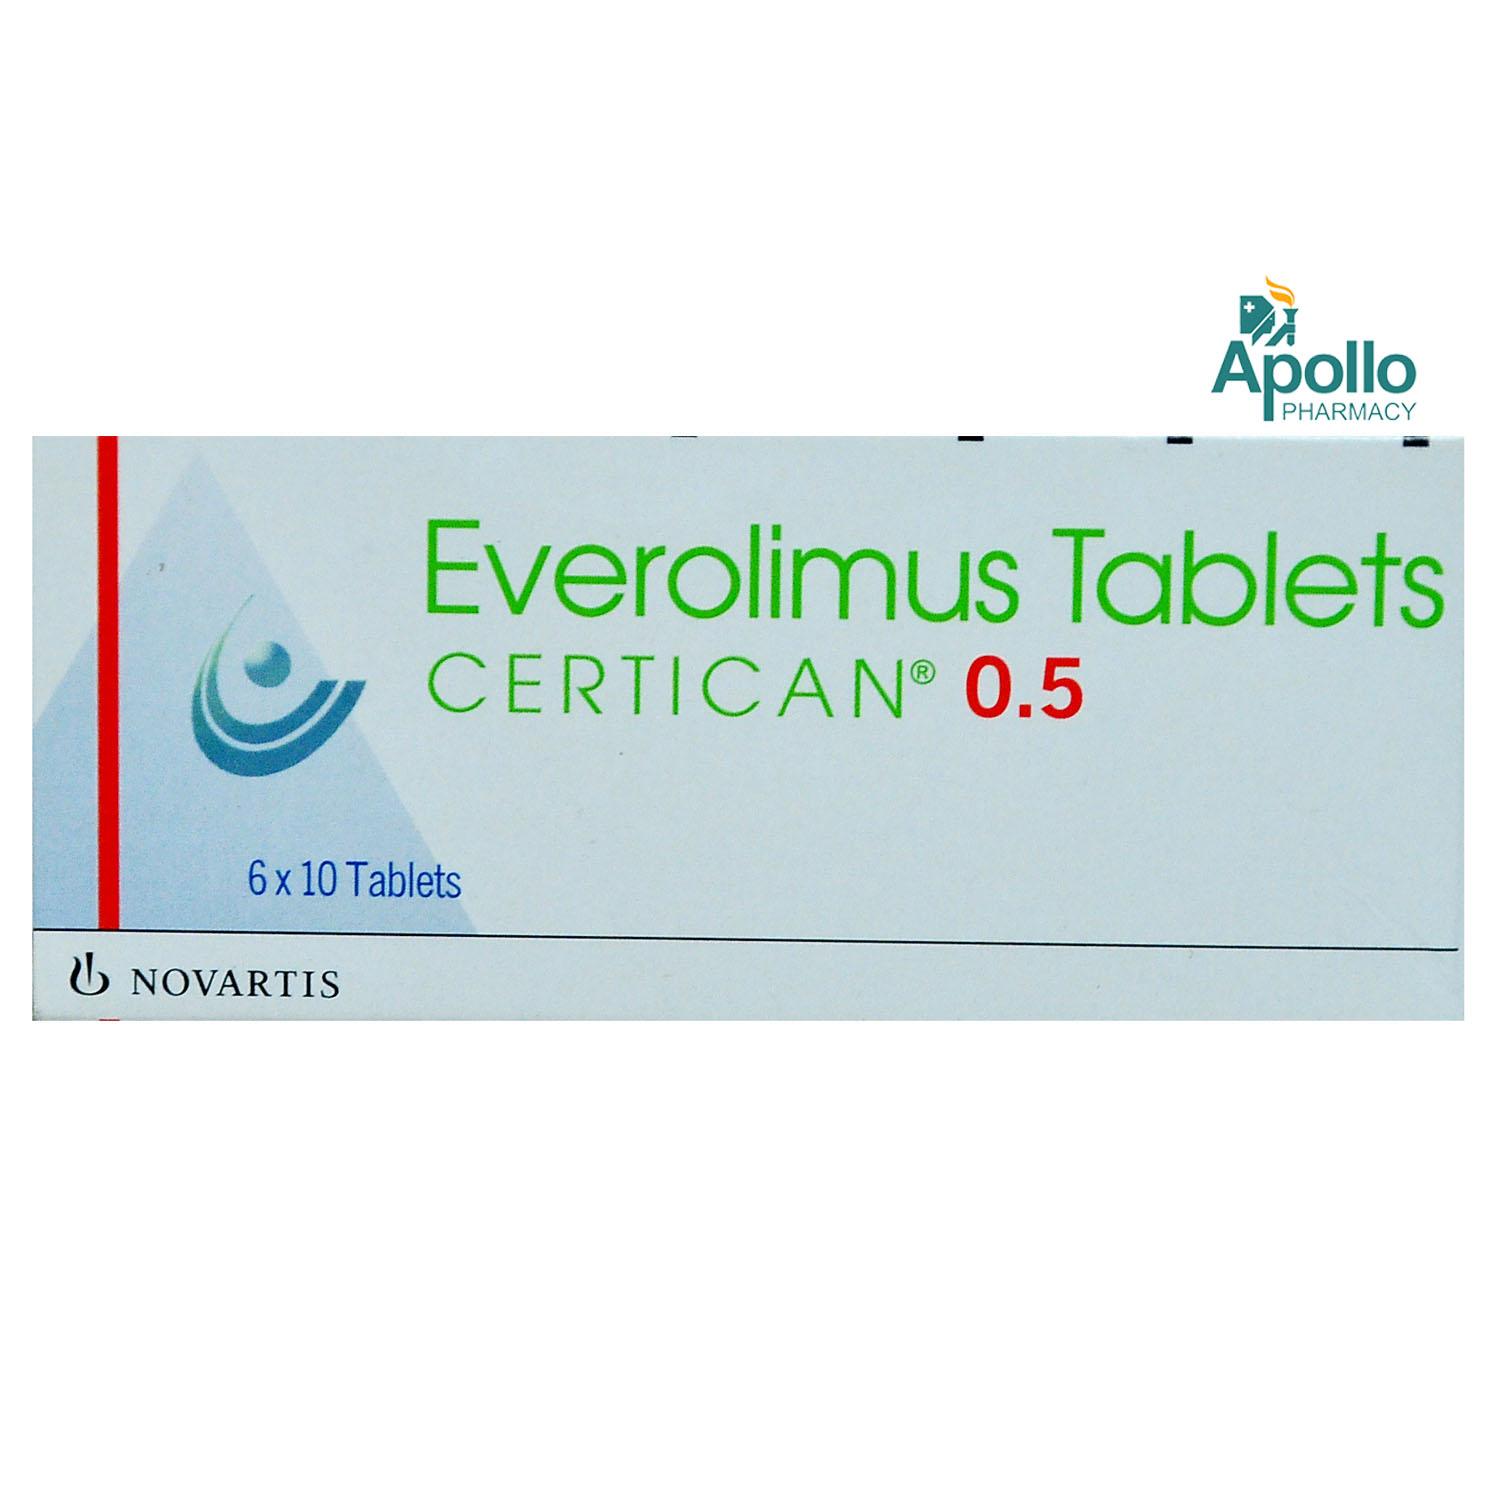 Apollo
PHARMACY
Everolimus Tablets
CERTICAN® 0.5
6 x 10 Tablets
NOVARTIS